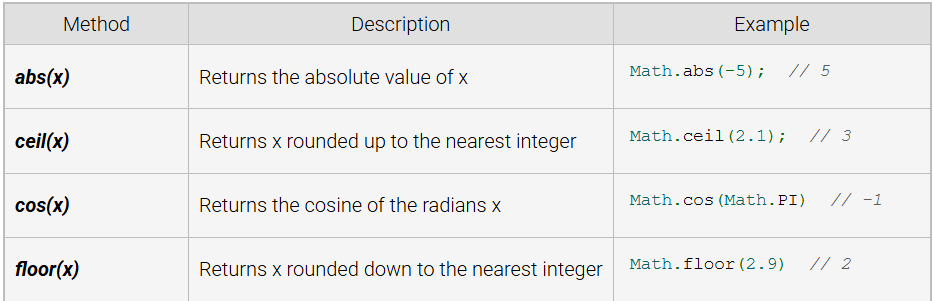 Method Description Example
abs(x) Returns the absolute value of x Math.abs(-5); // 5
ceil(x) Returns x rounded up to the nearest integer Math.ceil(2.1); // 3
cos(x) Returns the cosine of the radians x Math.cos(Math.PI) // -1
floor(x) Returns x rounded down to the nearest integer Math.floor(2.9) // 2